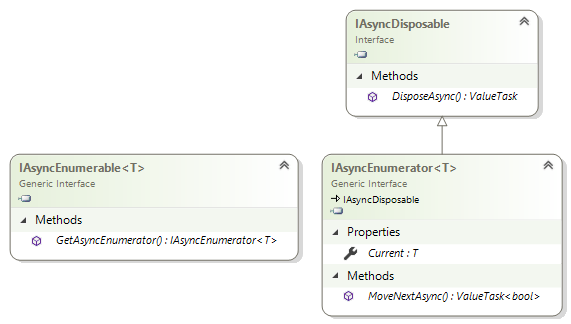 IAsyncDisposable
Interface
Methods
DisposeAsync() : ValueTask
IAsyncEnumerable<T>
Generic Interface
Methods
GetAsyncEnumerator() : IAsyncEnumerator<T>
IAsyncEnumerator<T>
Generic Interface
IAsyncDisposable
Properties
Current : T
Methods
MoveNextAsync() : ValueTask<bool>